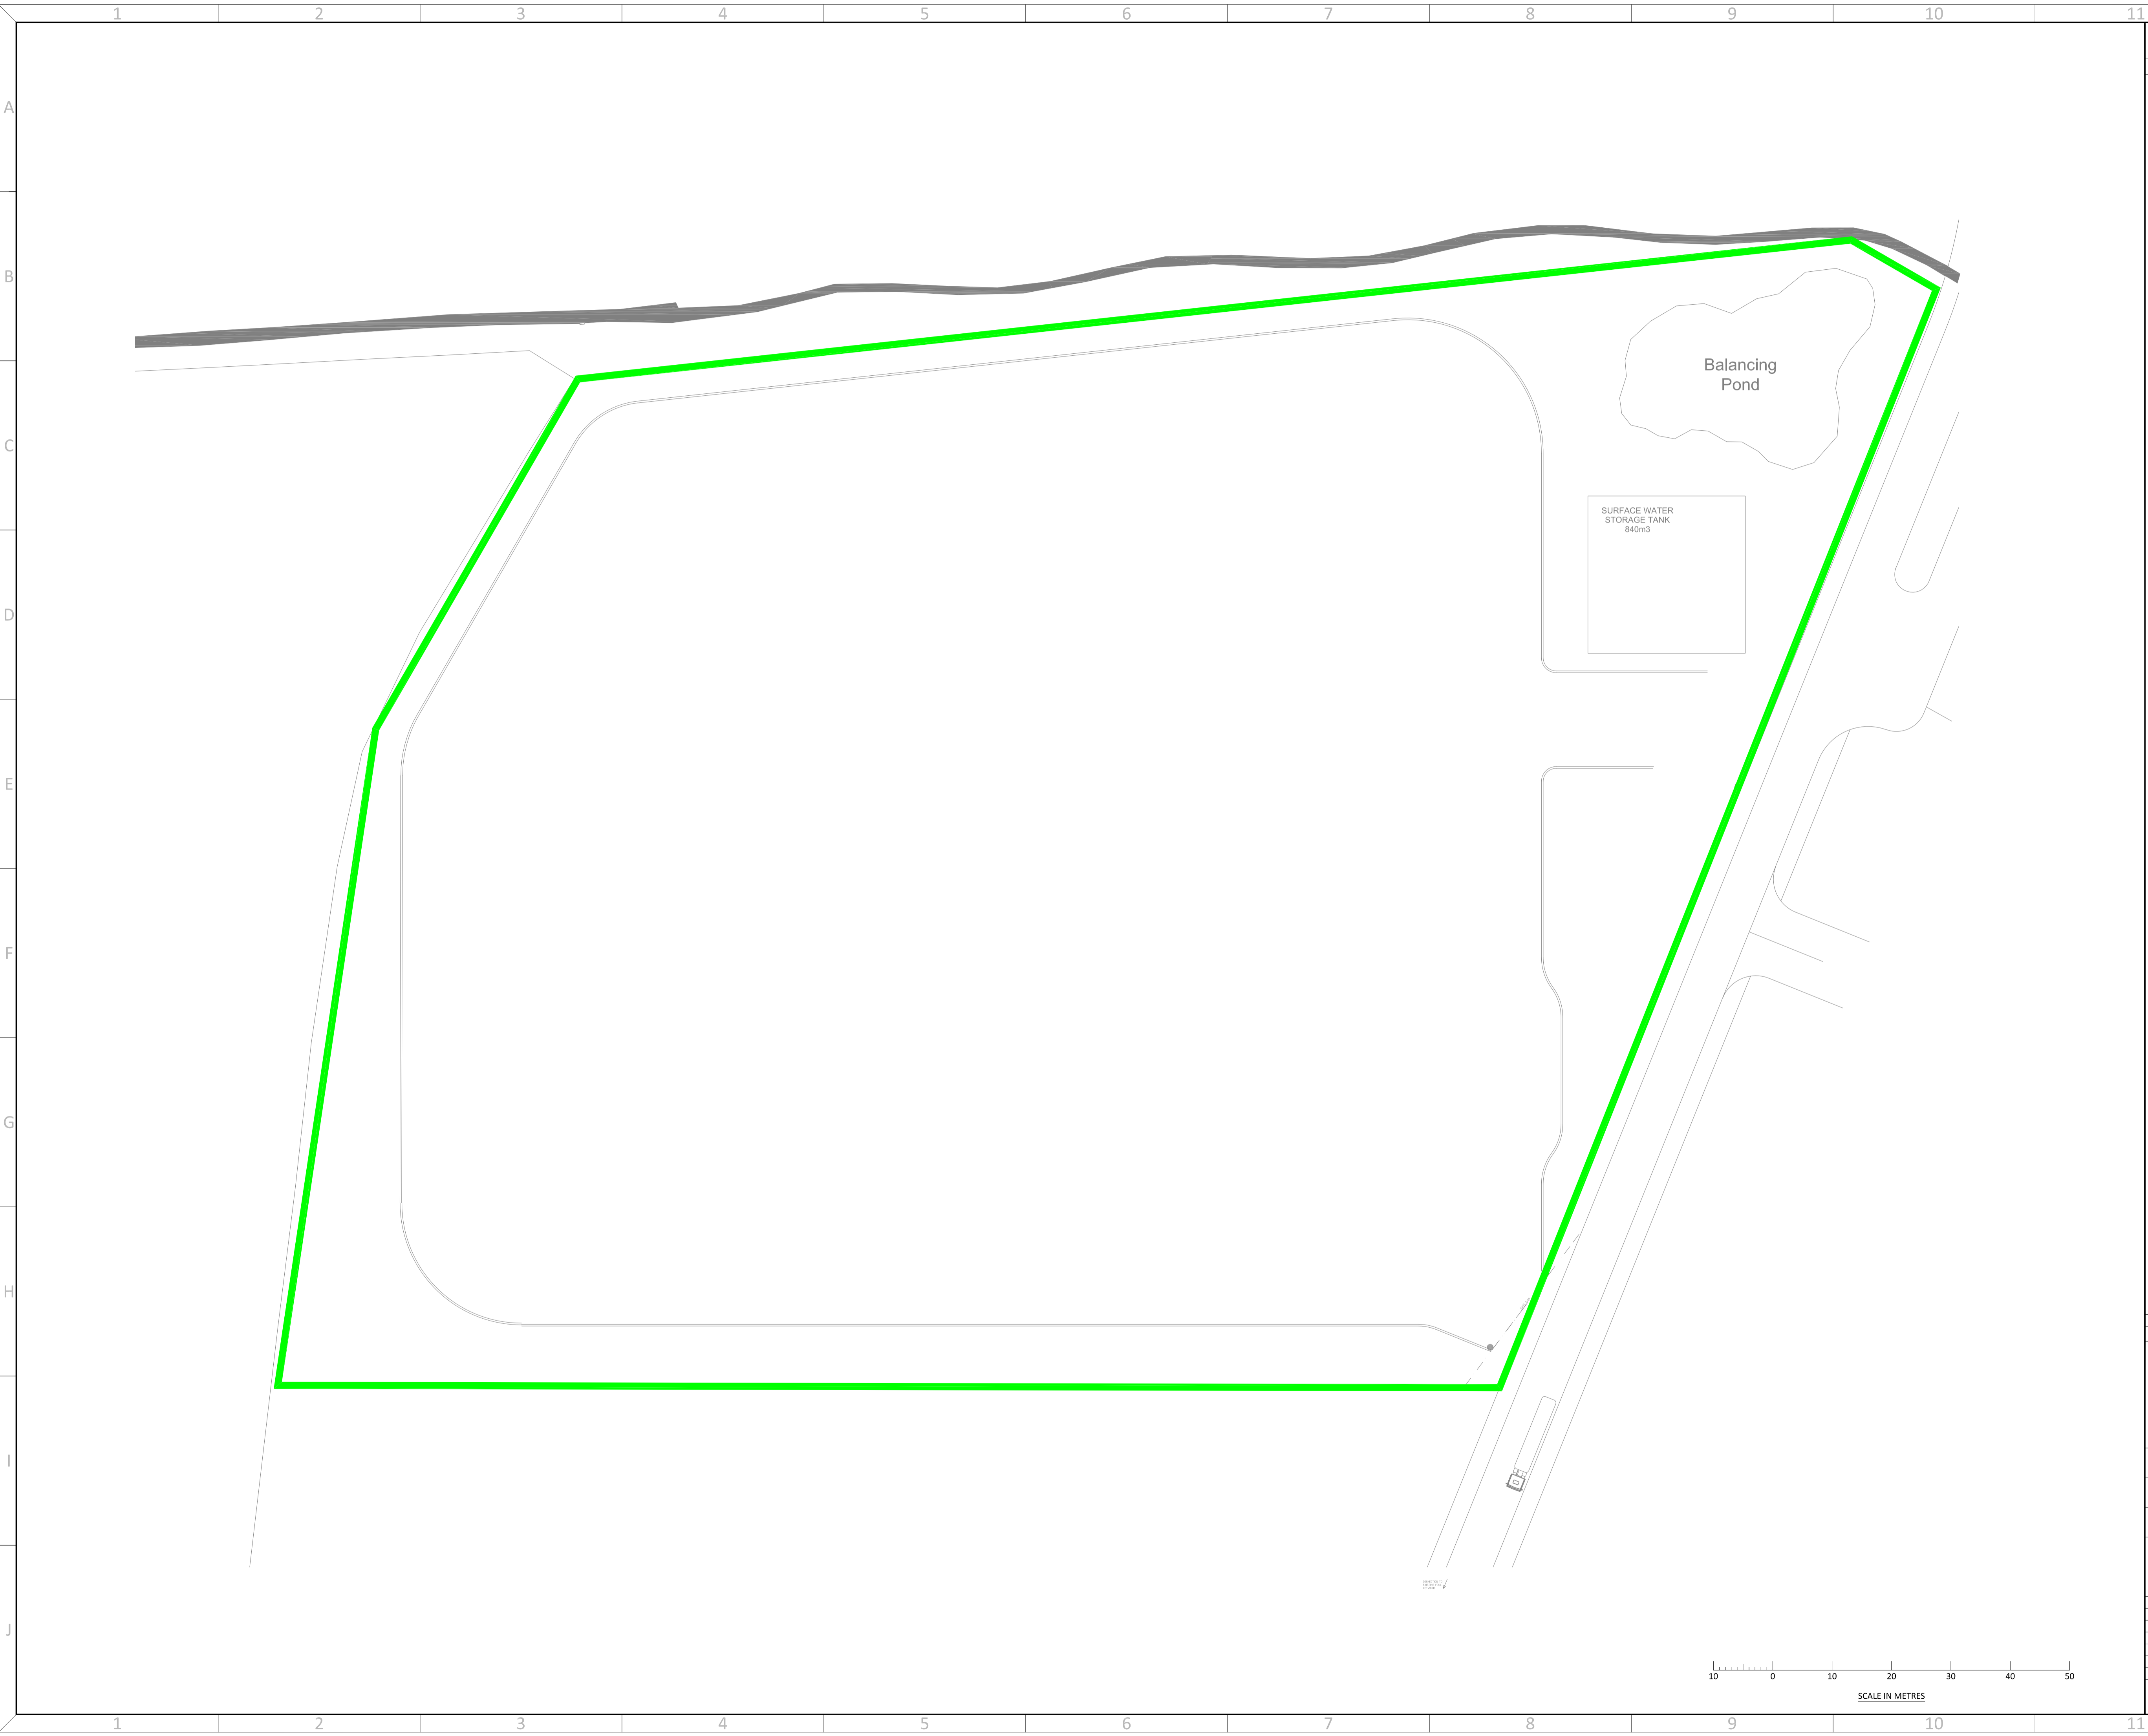 1 2 3 4 5 6 7 8 9 10 11
A
B
Balancing
Pond
C
SURFACE WATER
STORAGE TANK
840m3
D
E
F
G
H
I
J
10 0 10 20 30 40 50
SCALE IN METRES
1 2 3 4 5 6 7 8 9 10 11